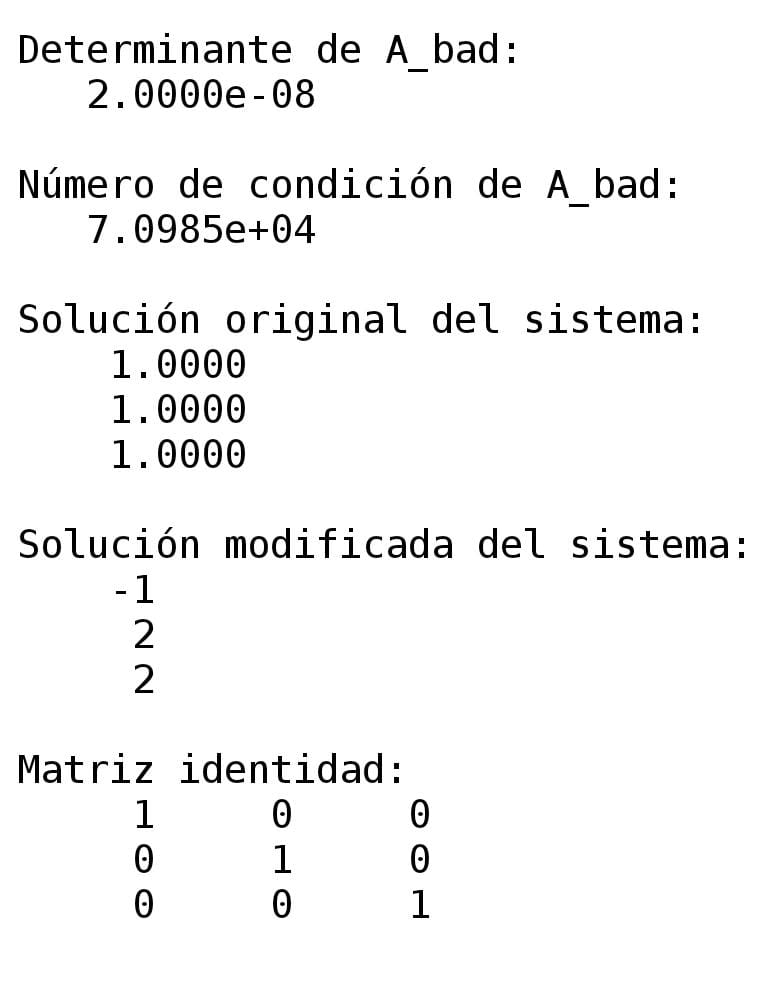 Determinante de A_bad:
2.0000e-08
Número de condición de A_bad:
7.0985e+04
Solución original del sistema:
1.0000
1.0000
1.0000
Solución modificada del sistema:
-1
2
2
Matriz identidad:
1 0 0
0 1 0
0 0 1